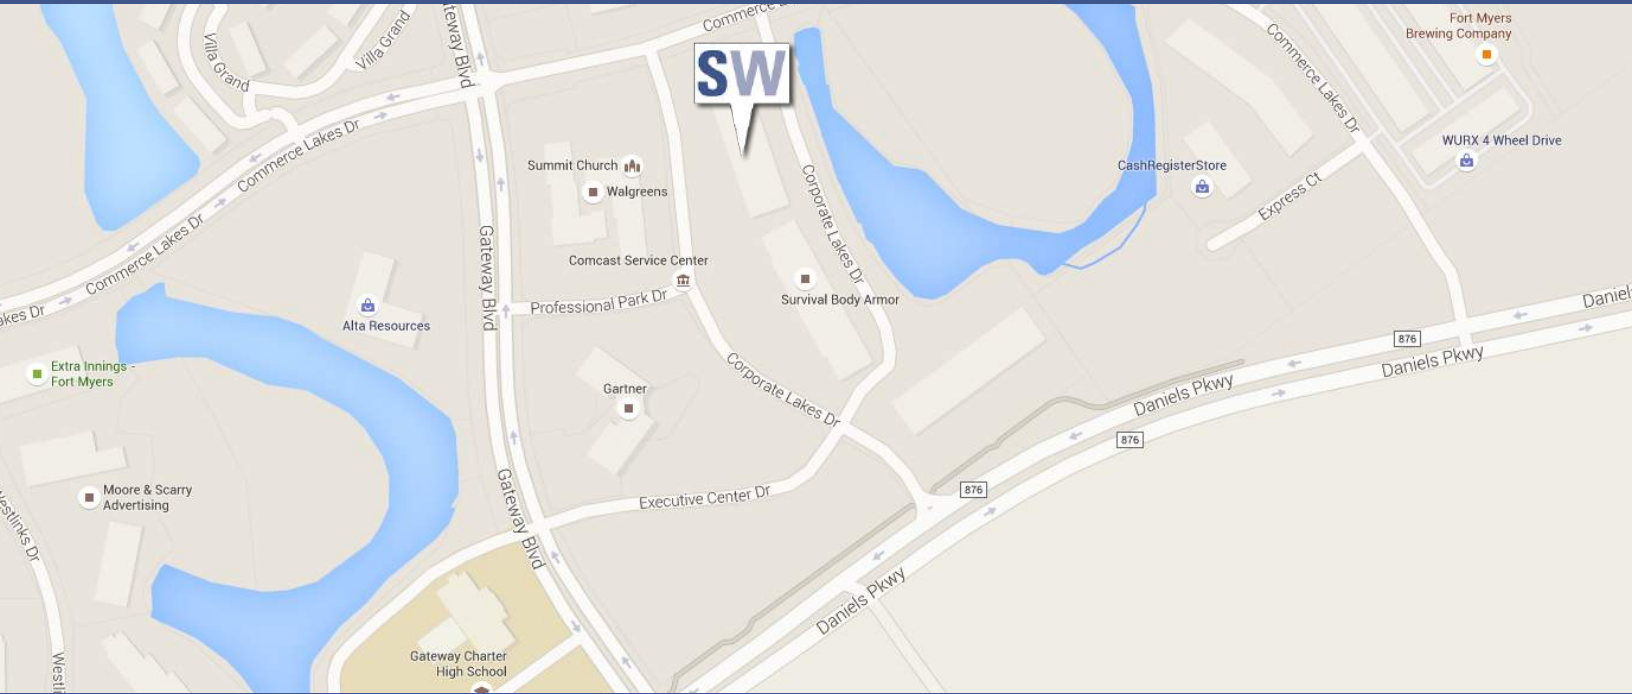 Villa Grand
Villa Grand
Gateway Blvd
Commerce L
Fort Myers
Brewing Company
Commerce Lakes Dr
SW
WURX 4 Wheel Drive
CashRegisterStore
Express Ct
Commerce Lakes Dr
Summit Church
Walgreens
Corporate Lakes Dr
Commerce Lakes Dr
Gateway Blvd
Comcast Service Center
Professional Park Dr
Survival Body Armor
akes Dr
Alta Resources
Daniel
876
Daniels Pkwy
Extra Innings -
Fort Myers
Gartner
Corporate Lakes Dr
Daniels Pkwy
876
Moore & Scarry
Advertising
876
Executive Center Dr
Gateway Blvd
Westlinks Dr
Daniels Pkwy
Gateway Charter
High School
Westli